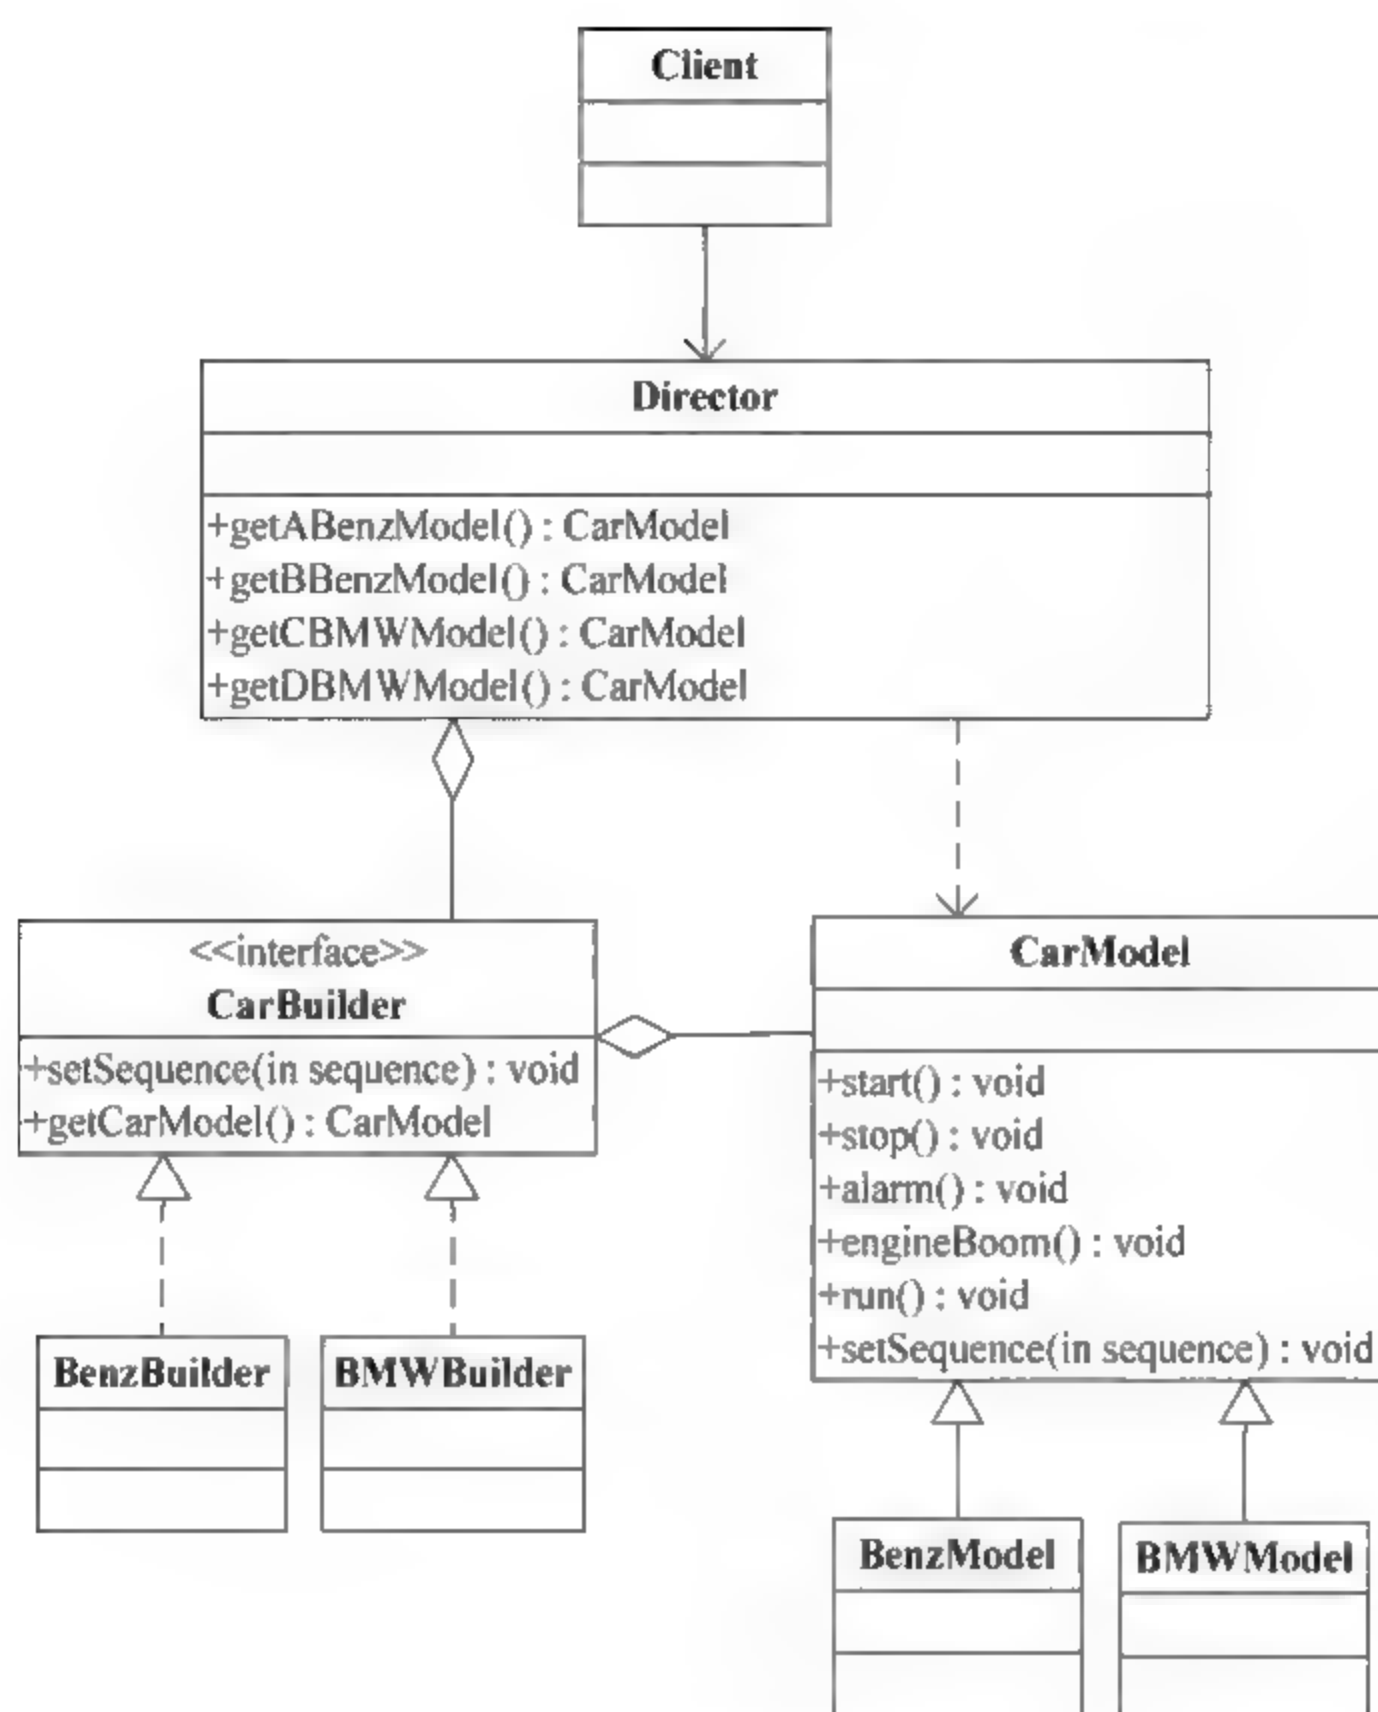 Client
Director
+getABenzModel() : CarModel
+getBBenzModel() : CarModel
+getCBMWModel() : CarModel
+getDBMWModel() : CarModel
<<interface>>
CarBuilder
+setSequence(in sequence) : void
+getCarModel() : CarModel
CarModel
+start() : void
+stop() : void
+alarm() : void
+engineBoom() : void
+run() : void
+setSequence(in sequence) : void
BenzBuilder
BMWBuilder
BenzModel
BMWModel